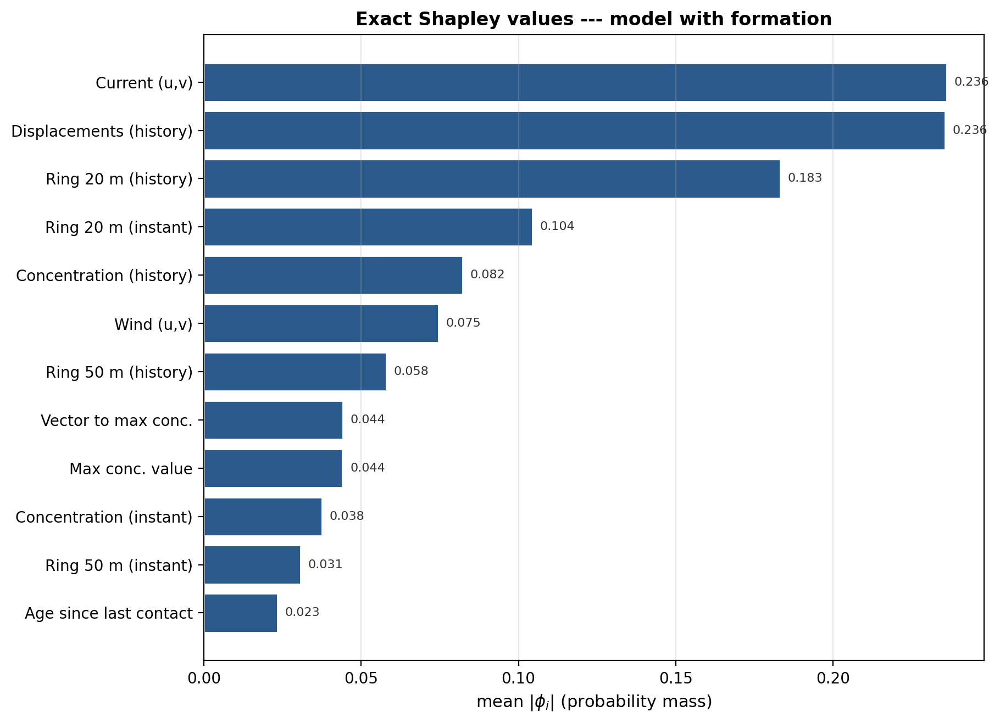 Exact Shapley values --- model with formation
Current (u,v) 0.236
Displacements (history) 0.236
Ring 20 m (history) 0.183
Ring 20 m (instant) 0.104
Concentration (history) 0.082
Wind (u,v) 0.075
Ring 50 m (history) 0.058
Vector to max conc. 0.044
Max conc. value 0.044
Concentration (instant) 0.038
Ring 50 m (instant) 0.031
Age since last contact 0.023
0.00 0.05 0.10 0.15 0.20
mean |ϕᵢ| (probability mass)